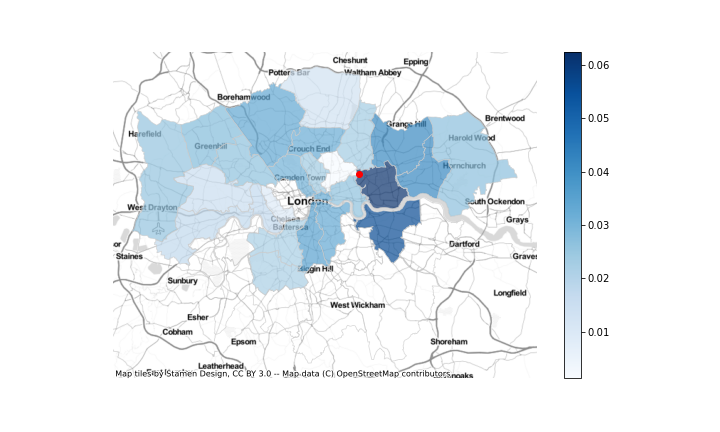 Cheshunt
Epping
Potters Bar
Waltham Abbey
Borehamwood
Brentwood
Grange Hill
Harefield
Harold Wood
Greenhill
Crouch End
Hornchurch
Camden Town
London
South Ockendon
West Drayton
Chelsea
Battersea
Grays
Dartford
Staines
Biggin Hill
Sunbury
Longfield
West Wickham
Esher
Cobham
Epsom
Shoreham
Leatherhead
Map tiles by Stamen Design, CC BY 3.0 -- Map data (C) OpenStreetMap contributors
0.06
0.05
0.04
0.03
0.02
0.01